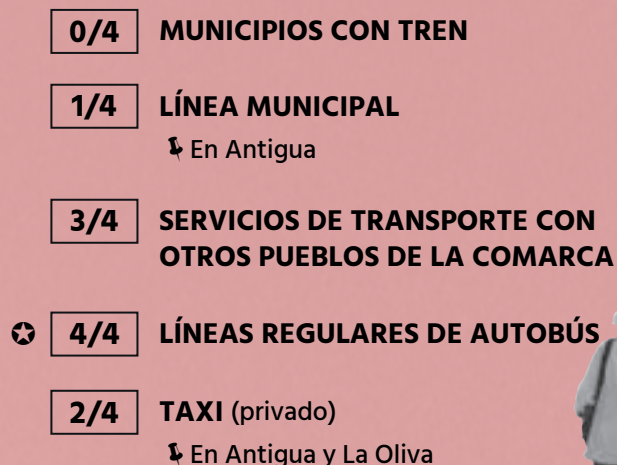 0/4 MUNICIPIOS CON TREN
1/4 LÍNEA MUNICIPAL
En Antigua
3/4 SERVICIOS DE TRANSPORTE CON
OTROS PUEBLOS DE LA COMARCA
4/4 LÍNEAS REGULARES DE AUTOBÚS
2/4 TAXI (privado)
En Antigua y La Oliva